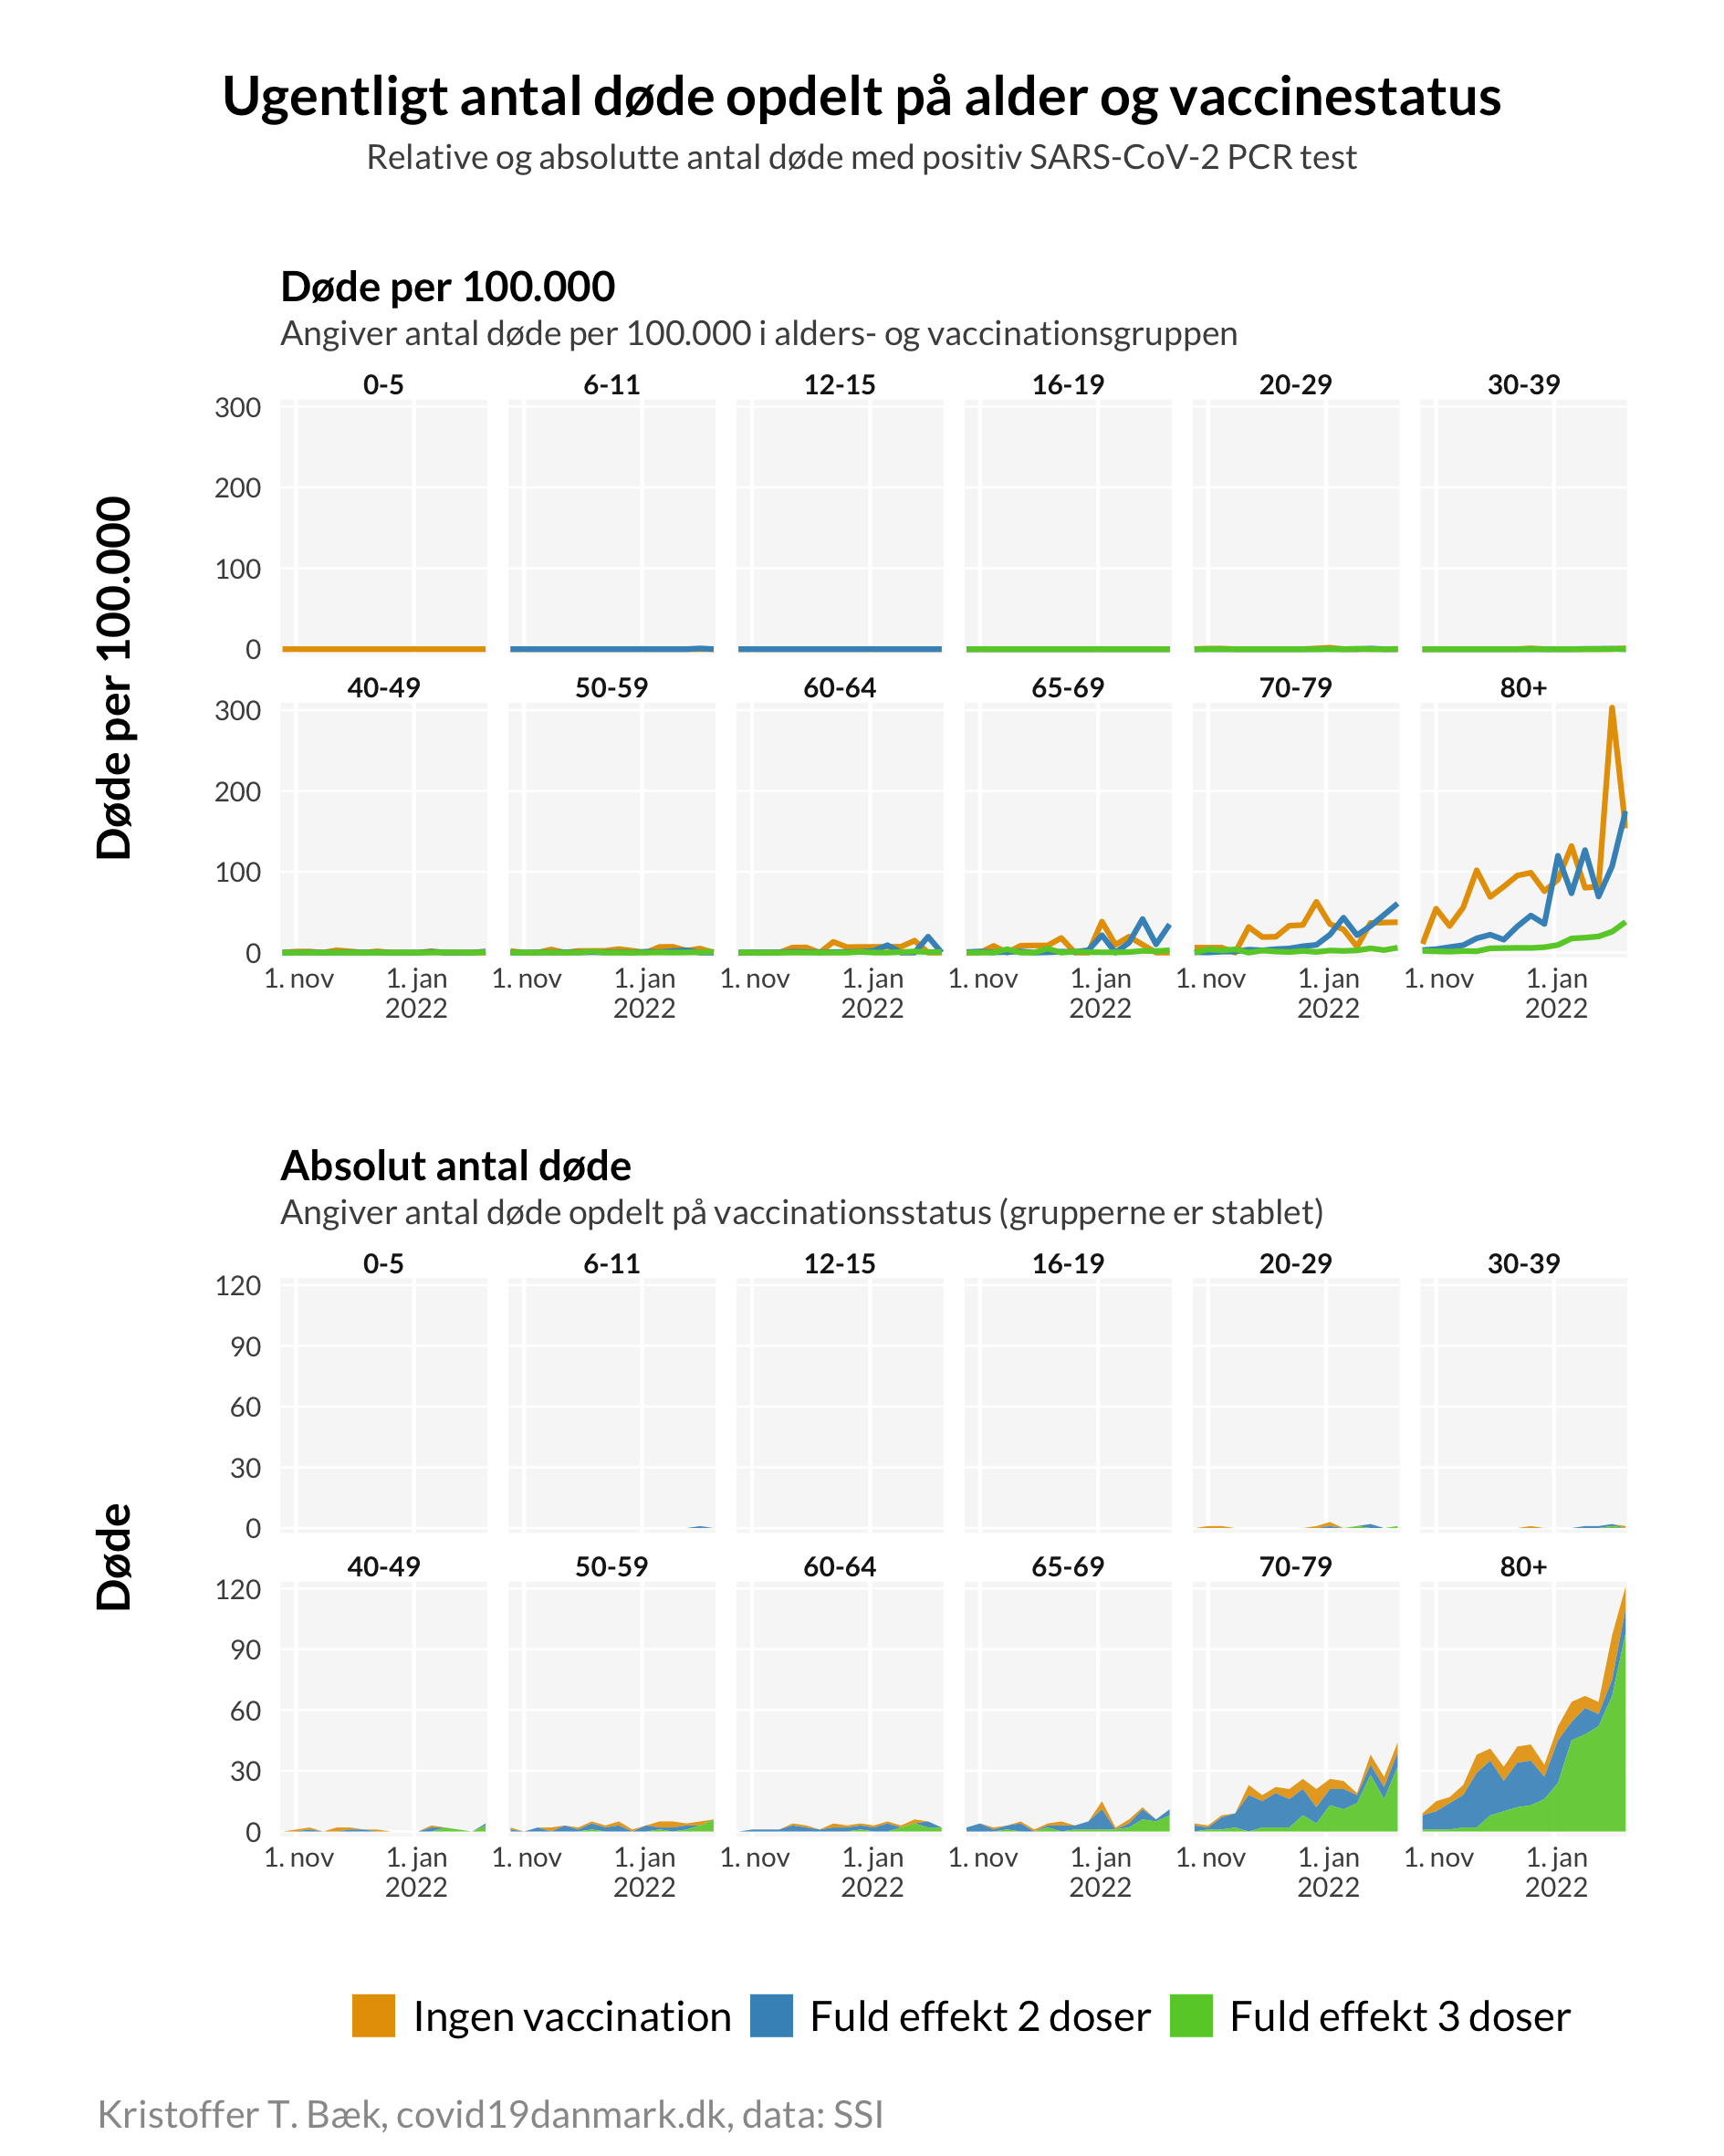 Ugentligt antal døde opdelt på alder og vaccinestatus
Relative og absolutte antal døde med positiv SARS-CoV-2 PCR test
Døde per 100.000
Angiver antal døde per 100.000 i alders- og vaccinationsgruppen
Døde per 100.000
0-5 6-11 12-15 16-19 20-29 30-39
300
200
100
0
40-49 50-59 60-64 65-69 70-79 80+
300
200
100
0
1. nov 1. jan 1. nov 1. jan 1. nov 1. jan 1. nov 1. jan 1. nov 1. jan 1. nov 1. jan
2022 2022 2022 2022 2022 2022
Absolut antal døde
Angiver antal døde opdelt på vaccinationsstatus (grupperne er stablet)
Døde
0-5 6-11 12-15 16-19 20-29 30-39
120
90
60
30
0
40-49 50-59 60-64 65-69 70-79 80+
120
90
60
30
0
1. nov 1. jan 1. nov 1. jan 1. nov 1. jan 1. nov 1. jan 1. nov 1. jan 1. nov 1. jan
2022 2022 2022 2022 2022 2022
Ingen vaccination Fuld effekt 2 doser Fuld effekt 3 doser
Kristoffer T. Bæk, covid19danmark.dk, data: SSI